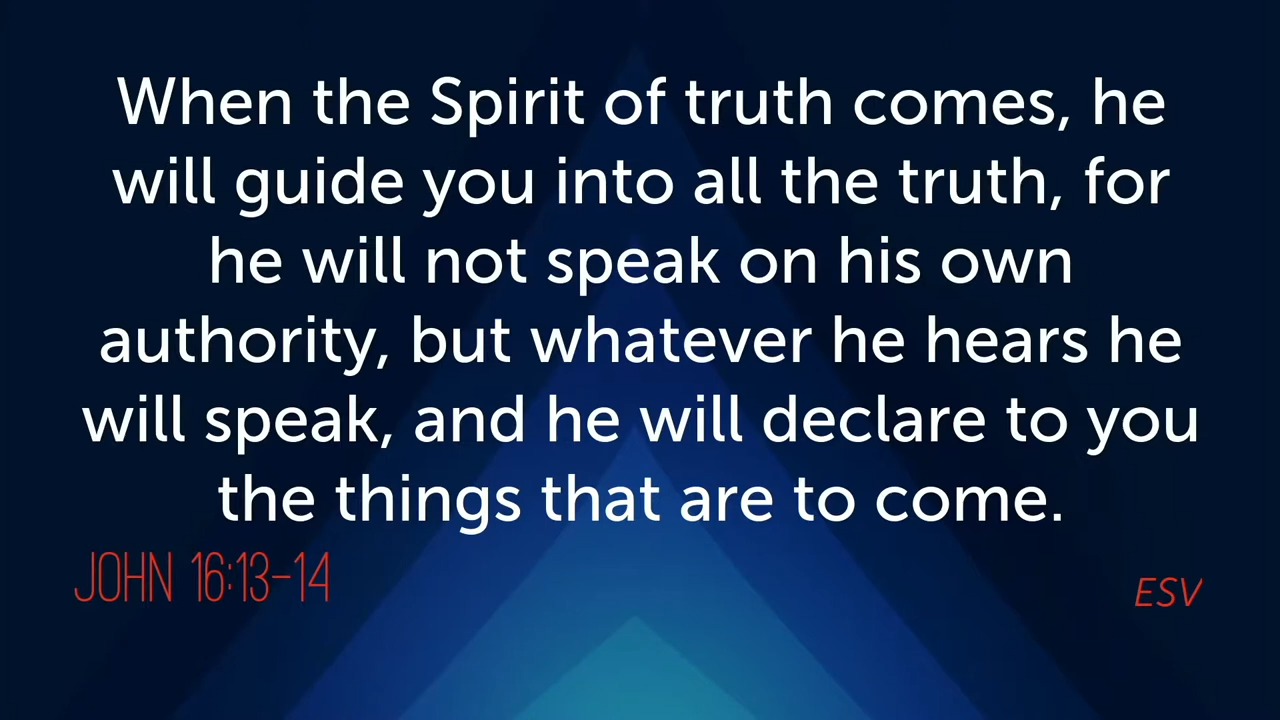 When the Spirit of truth comes, he
will guide you into all the truth, for
he will not speak on his own
authority, but whatever he hears he
will speak, and he will declare to you
the things that are to come.
JOHN 16:13-14
ESV